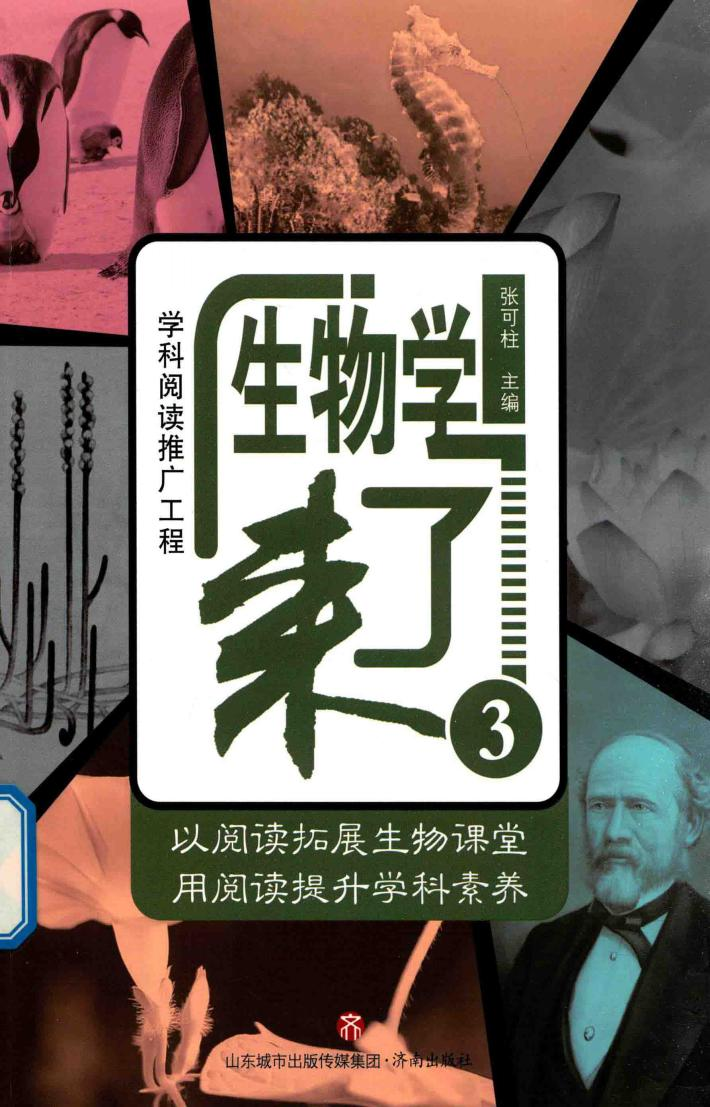 学科阅读推广工程
生物学
来了
3
张可柱 主编
以阅读拓展生物课堂
用阅读提升学科素养
山东城市出版传媒集团·济南出版社